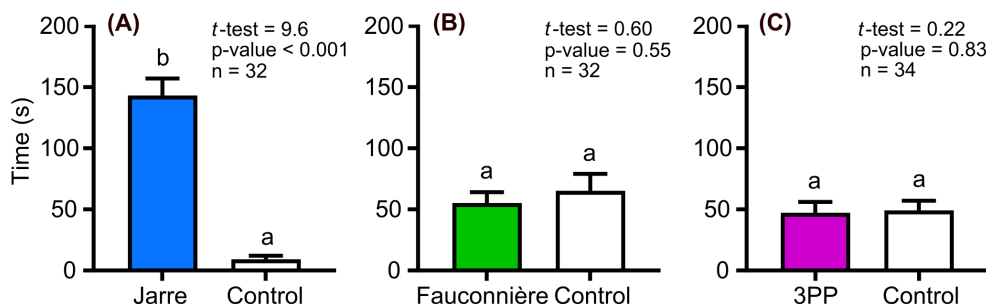 (A)
t-test = 9.6
p-value < 0.001
n = 32
200
150
100
50
0
Time (s)
b
a
Jarre
Control
(B)
t-test = 0.60
p-value = 0.55
n = 32
200
150
100
50
0
a
a
Fauconnière
Control
(C)
t-test = 0.22
p-value = 0.83
n = 34
200
150
100
50
0
a
a
3PP
Control